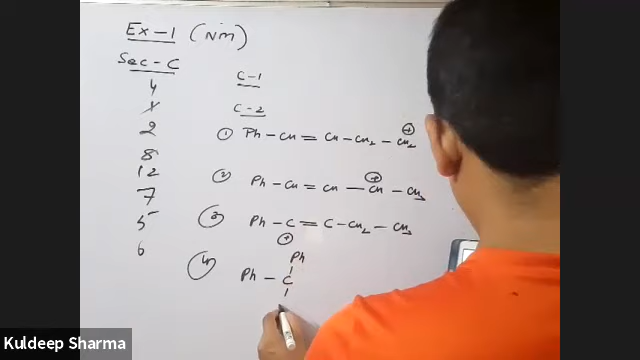 Ex-1 (NM)
Sec-C
4
1
2
8
12
7
5
6
C-1
C-2
① Ph-CH=CH-CH₂-CH₂ ⊕
② Ph-CH=CH-CH-CH₃ ⊕
③ Ph-C=C-CH₂-CH₃ ⊕
④ Ph-C
Ph
Kuldeep Sharma